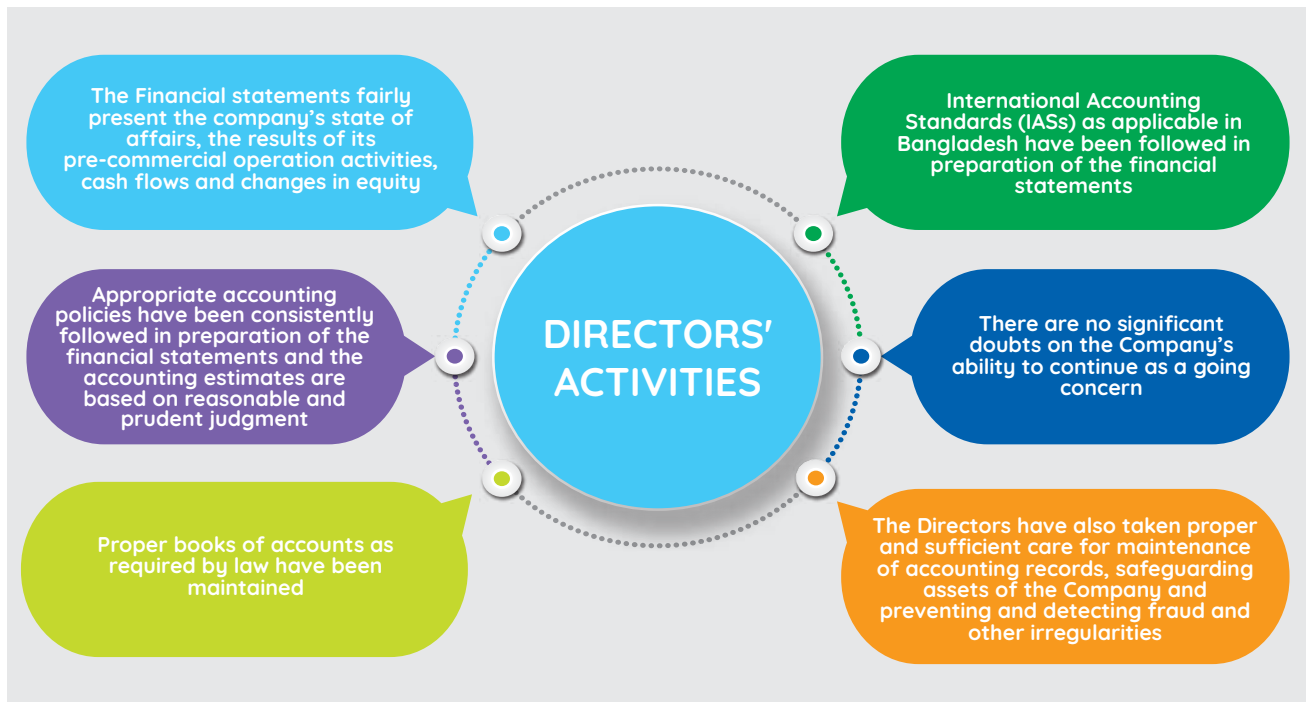 The Financial statements fairly
present the company's state of
affairs, the results of its
pre-commercial operation activities,
cash flows and changes in equity
Appropriate accounting
policies have been consistently
followed in preparation of the
financial statements and the
accounting estimates are
based on reasonable and
prudent judgment
Proper books of accounts as
required by law have been
maintained
DIRECTORS'
ACTIVITIES
International Accounting
Standards (IASs) as applicable in
Bangladesh have been followed in
preparation of the financial
statements
There are no significant
doubts on the Company's
ability to continue as a going
concern
The Directors have also taken proper
and sufficient care for maintenance
of accounting records, safeguarding
assets of the Company and
preventing and detecting fraud and
other irregularities